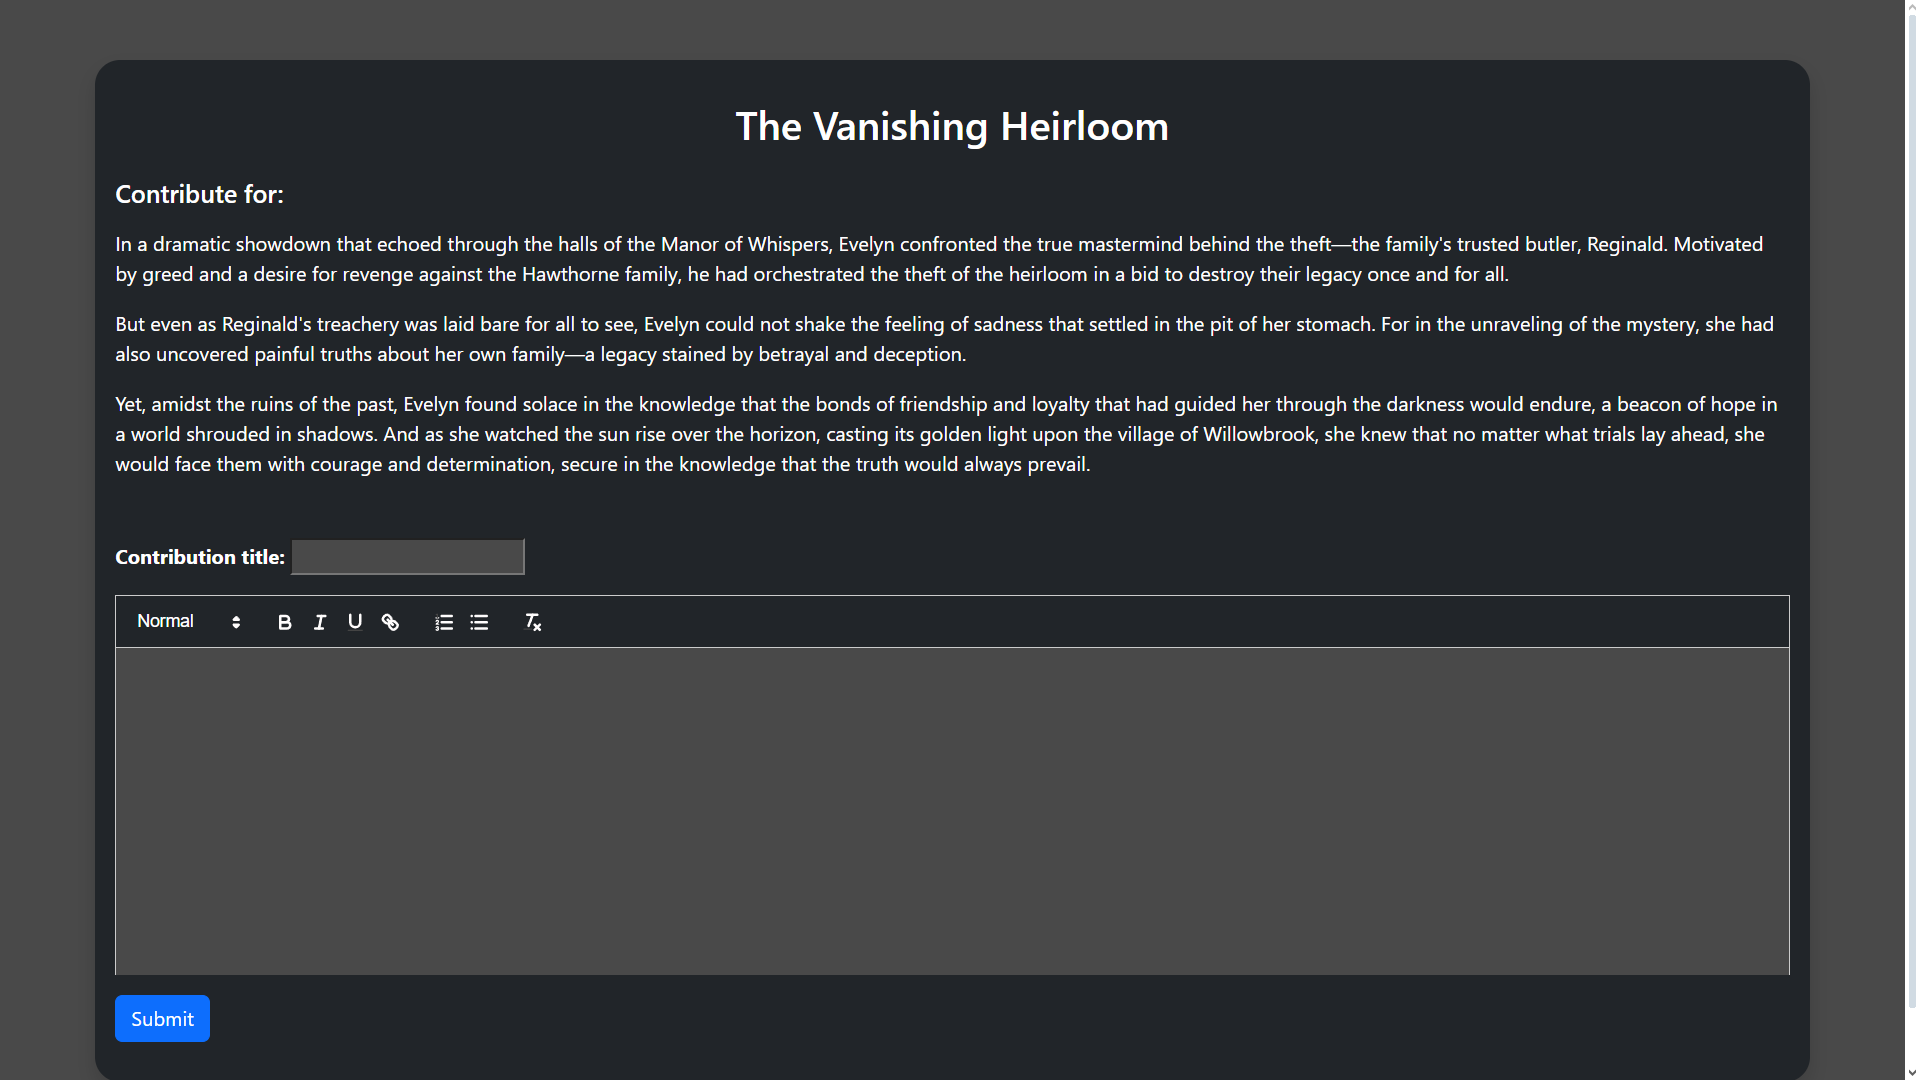 The Vanishing Heirloom
Contribute for:
In a dramatic showdown that echoed through the halls of the Manor of Whispers, Evelyn confronted the true mastermind behind the theft—the family's trusted butler, Reginald. Motivated
by greed and a desire for revenge against the Hawthorne family, he had orchestrated the theft of the heirloom in a bid to destroy their legacy once and for all.
But even as Reginald's treachery was laid bare for all to see, Evelyn could not shake the feeling of sadness that settled in the pit of her stomach. For in the unraveling of the mystery, she had
also uncovered painful truths about her own family—a legacy stained by betrayal and deception.
Yet, amidst the ruins of the past, Evelyn found solace in the knowledge that the bonds of friendship and loyalty that had guided her through the darkness would endure, a beacon of hope in
a world shrouded in shadows. And as she watched the sun rise over the horizon, casting its golden light upon the village of Willowbrook, she knew that no matter what trials lay ahead, she
would face them with courage and determination, secure in the knowledge that the truth would always prevail.
Contribution title:
Normal
Submit